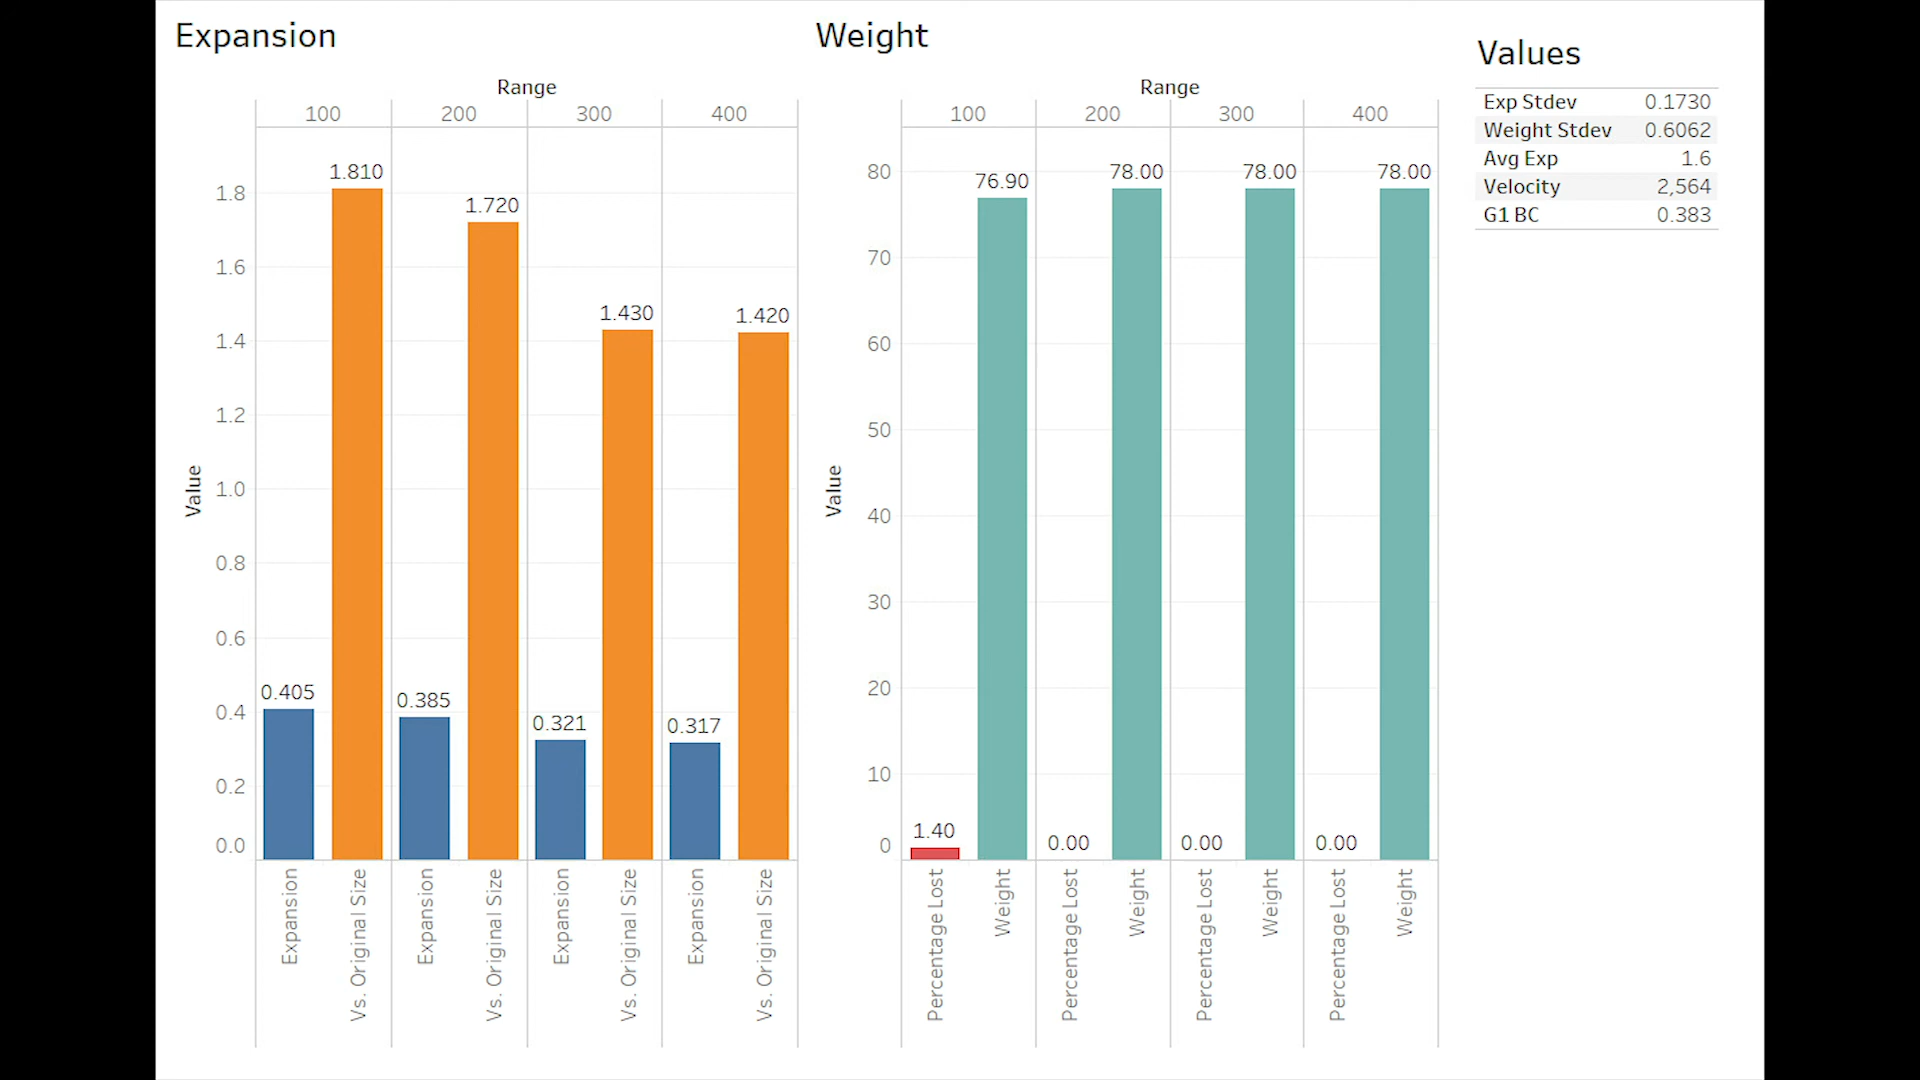 Expansion
Range
100 200 300 400
1.810
1.720
1.430
1.420
0.405
0.385
0.321
0.317
1.8
1.6
1.4
1.2
1.0
0.8
0.6
0.4
0.2
0.0
Value
Expansion
Vs. Original Size
Expansion
Vs. Original Size
Expansion
Vs. Original Size
Expansion
Vs. Original Size
Weight
Range
100 200 300 400
76.90
78.00
78.00
78.00
1.40
0.00
0.00
0.00
80
70
60
50
40
30
20
10
0
Value
Percentage Lost
Weight
Percentage Lost
Weight
Percentage Lost
Weight
Percentage Lost
Weight
Values
Exp Stdev 0.1730
Weight Stdev 0.6062
Avg Exp 1.6
Velocity 2,564
G1 BC 0.383